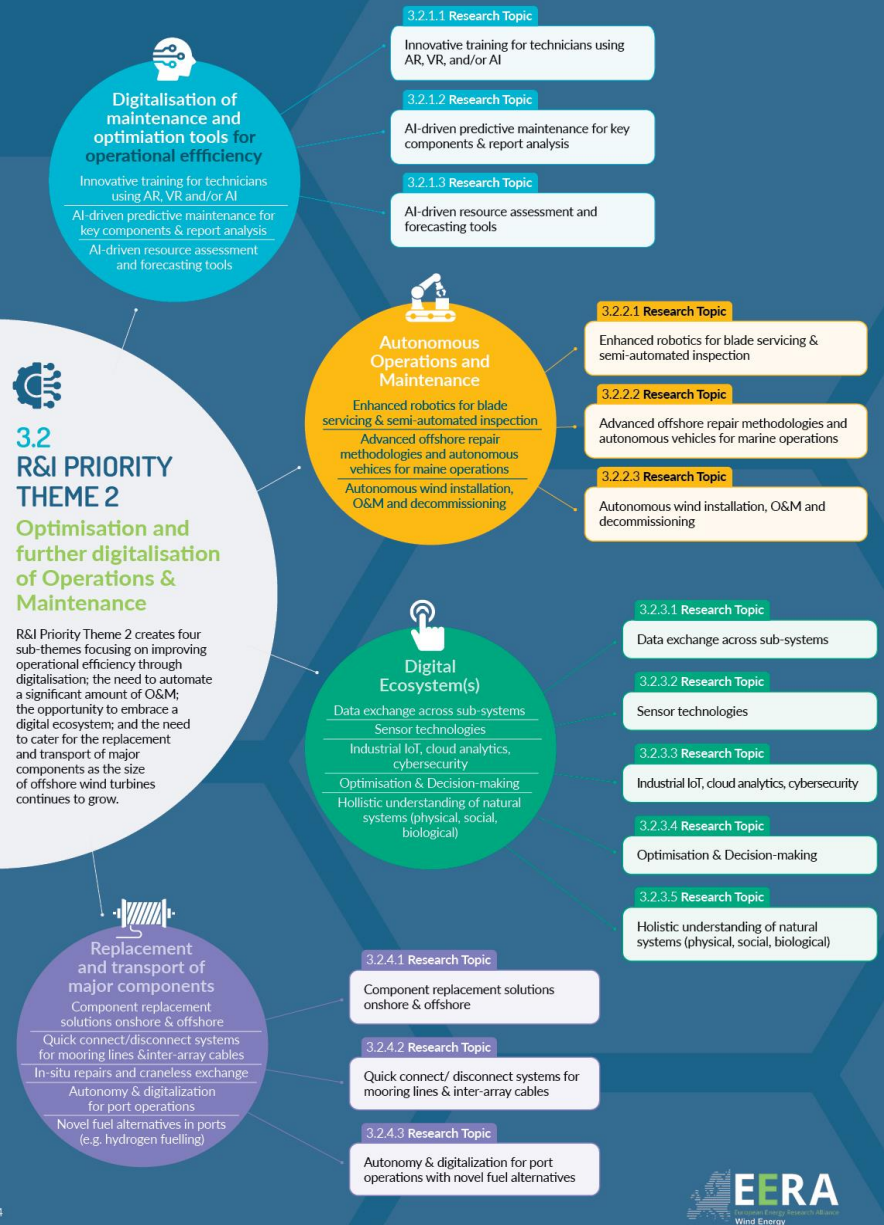 3.2.1.1 Research Topic
Innovative training for technicians using
AR, VR, and/or AI
Digitalisation of
maintenance and
optimiation tools for
operational effficiency
Innovative training for technicians
using AR, VR and/or AI
AI-driven predictive maintenance for
key components & report analysis
AI-driven resource assessment
and forecasting tools
3.2.1.2 Research Topic
AI-driven predictive maintenance for key
components & report analysis
3.2.1.3 Research Topic
AI-driven resource assessment and
forecasting tools
3.2
R&I PRIORITY
THEME 2
Optimisation and
further digitalisation
of Operations &
Maintenance
R&I Priority Theme 2 creates four
sub-themes focusing on improving
operational efficiency through
digitalisation; the need to automate
a significant amount of O&M;
the opportunity to embrace a
digital ecosystem; and the need
to cater for the replacement
and transport of major
components as the size
of offshore wind turbines
continues to grow.
Autonomous
Operations and
Maintenance
Enhanced robotics for blade
servicing & semi-automated inspection
Advanced offshore repair
methodologies and autonomous
vehices for maine operations
Autonomous wind installation,
O&M and decommissioning
3.2.2.1 Research Topic
Enhanced robotics for blade servicing &
semi-automated inspection
3.2.2.2 Research Topic
Advanced offshore repair methodologies and
autonomous vehicles for marine operations
3.2.2.3 Research Topic
Autonomous wind installation, O&M and
decommissioning
Digital
Ecosystem(s)
Data exchange across sub-systems
Sensor technologies
Industrial IoT, cloud analytics,
cybersecurity
Optimisation & Decision-making
Hollistic understanding of natural
systems (physical, social,
biological)
3.2.3.1 Research Topic
Data exchange across sub-systems
3.2.3.2 Research Topic
Sensor technologies
3.2.3.3 Research Topic
Industrial IoT, cloud analytics, cybersecurity
3.2.3.4 Research Topic
Optimisation & Decision-making
3.2.3.5 Research Topic
Holistic understanding of natural
systems (physical, social, biological)
Replacement
and transport of
major components
Component replacement
solutions onshore & offshore
Quick connect/disconnect systems
for mooring lines &inter-array cables
In-situ repairs and craneless exchange
Autonomy & digitalization
for port operations
Novel fuel alternatives in ports
(e.g. hydrogen fuelling)
3.2.4.1 Research Topic
Component replacement solutions
onshore & offshore
3.2.4.2 Research Topic
Quick connect/ disconnect systems for
mooring lines & inter-array cables
3.2.4.3 Research Topic
Autonomy & digitalization for port
operations with novel fuel alternatives
EERA
European Energy Research Alliance
Wind Energy